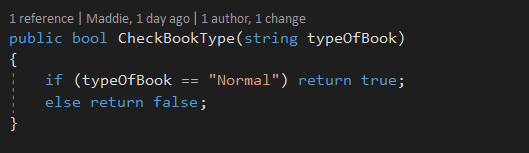 1 reference | Maddie, 1 day ago | 1 author, 1 change
public bool CheckBookType(string typeOfBook)
{
    if (typeOfBook == "Normal") return true;
    else return false;
}